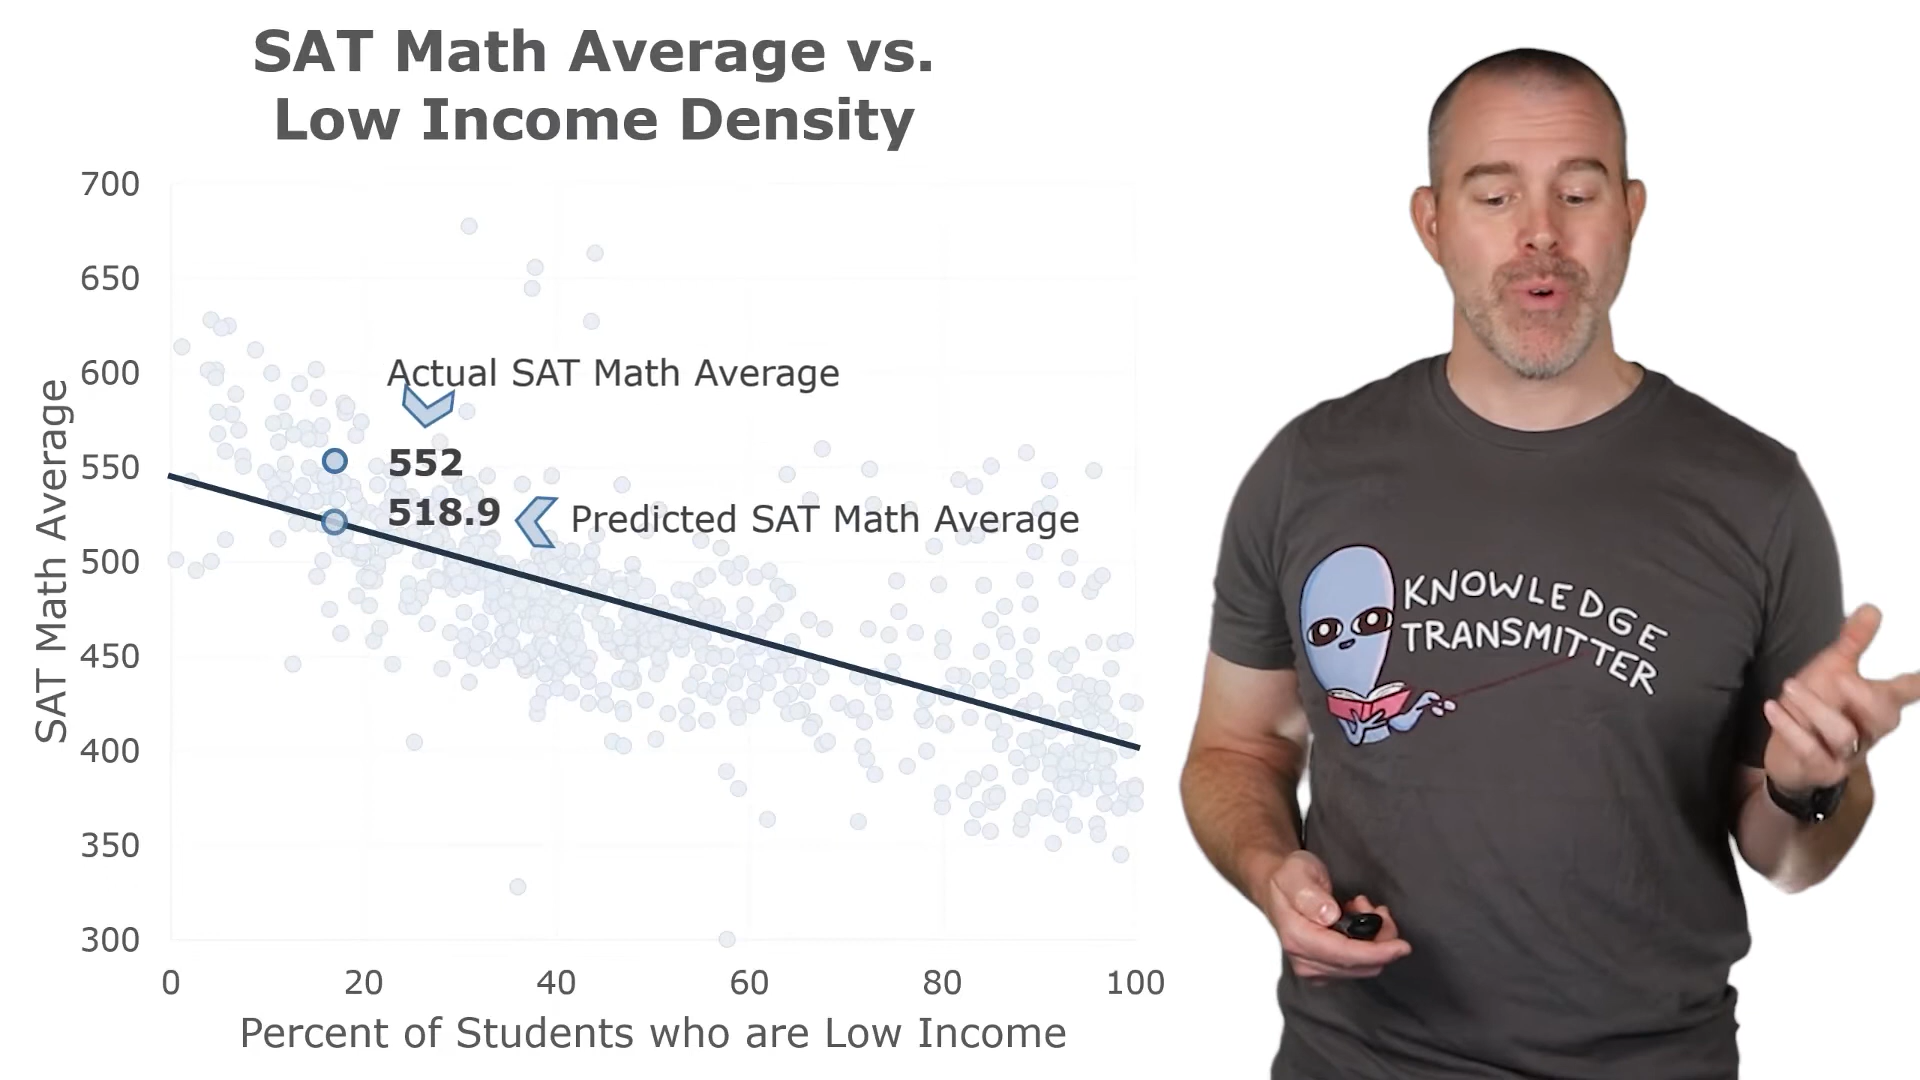 SAT Math Average vs.
Low Income Density
SAT Math Average
700
650
600
550
500
450
400
350
300
Actual SAT Math Average
552
518.9
Predicted SAT Math Average
0 20 40 60 80 100
Percent of Students who are Low Income
KNOWLEDGE
TRANSMITTER